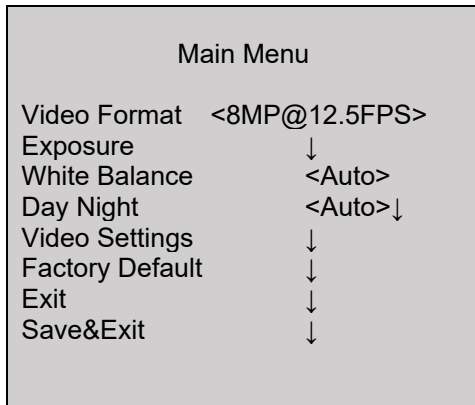 Main Menu
Video Format <8MP@12.5FPS>
Exposure ↓
White Balance <Auto>
Day Night <Auto>↓
Video Settings ↓
Factory Default ↓
Exit ↓
Save&Exit ↓